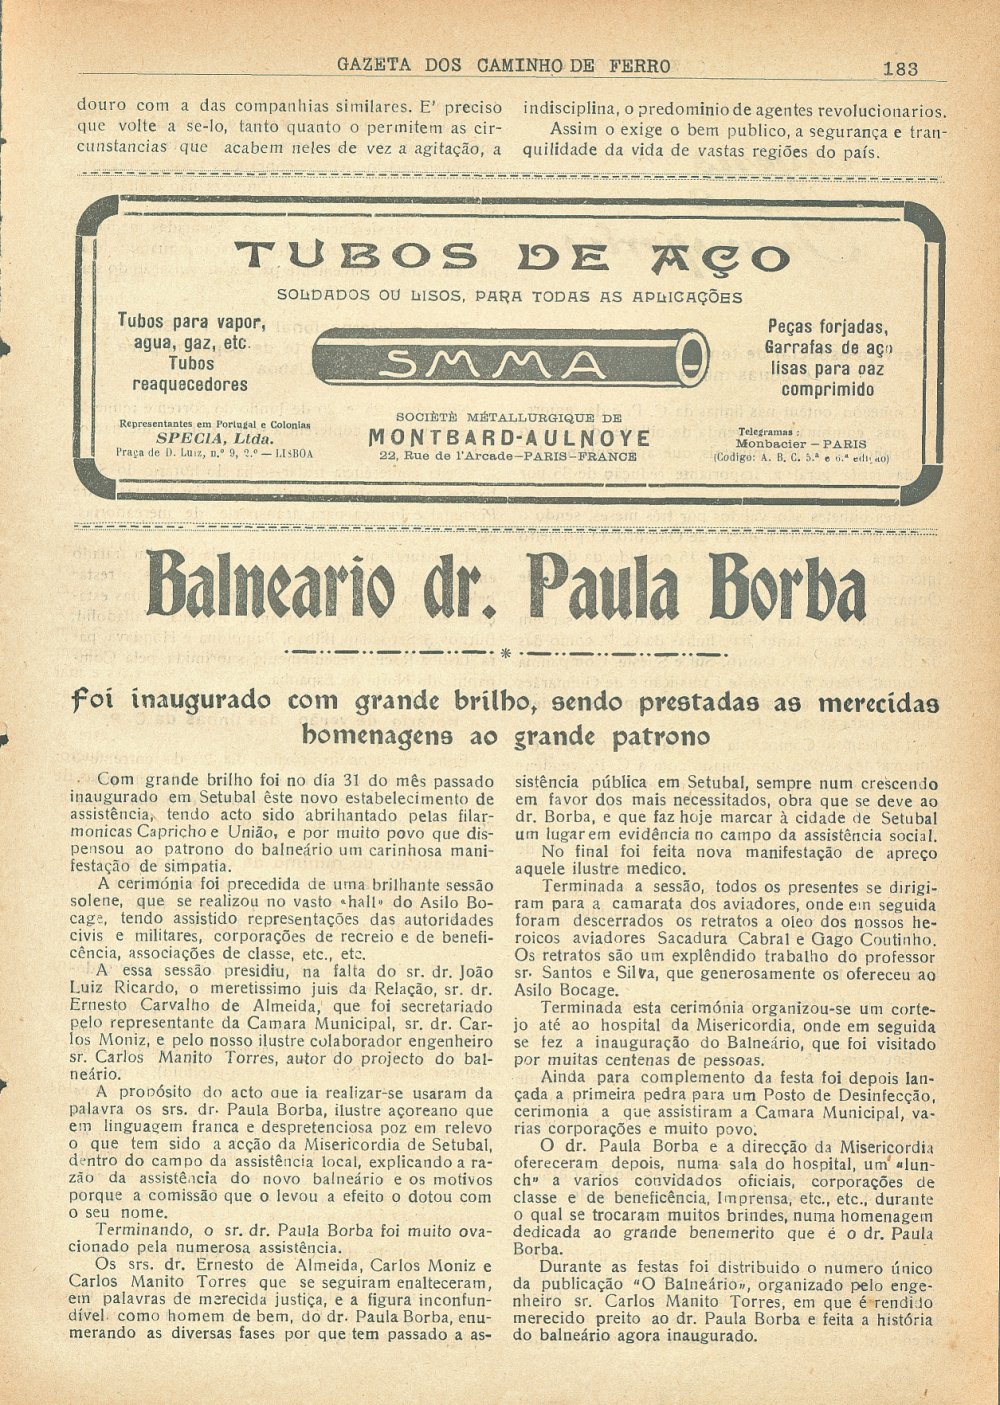 GAZETA DOS CAMINHO DE FERRO
183
douro com a das companhias similares. E' preciso
que volte a se-lo, tanto quanto o permitem as cir-
cunstancias que acabem neles de vez a agitação, a
indisciplina, o predominio de agentes revolucionarios.
Assim o exige o bem publico, a segurança e tran-
quilidade da vida de vastas regiões do país.
TUBOS DE AÇO
SOLDADOS OU LISOS, PARA TODAS AS APLICAÇÕES
Tubos para vapor,
agua, gaz, etc.
Tubos
reaquecedores
SMMA
Peças forjadas,
Garrafas de aço
lisas para gaz
comprimido
Representantes em Portugal e Colonias
SPECIA, Ltda.
Praça de D. Luiz, n.º 9, 2.º — LISBOA
SOCIÈTÈ MÉTALLURGIQUE DE
MONTBARD-AULNOYE
22, Rue de l'Arcade—PARIS—FRANCE
Telegramas:
Monbacier — PARIS
(Codigo: A. B. C. 5.ª e 6.ª edição)
Balneario dr. Paula Borba
Foi inaugurado com grande brilho, sendo prestadas as merecidas
homenagens ao grande patrono
Com grande brilho foi no dia 31 do mês passado
inaugurado em Setubal êste novo estabelecimento de
assistência, tendo acto sido abrilhantado pelas filar-
monicas Capricho e União, e por muito povo que dis-
pensou ao patrono do balneário um carinhosa mani-
festação de simpatia.
A cerimónia foi precedida de uma brilhante sessão
solene, que se realizou no vasto «hall» do Asilo Bo-
cage, tendo assistido representações das autoridades
civis e militares, corporações de recreio e de benefi-
cência, associações de classe, etc., etc.
A essa sessão presidiu, na falta do sr. dr. João
Luiz Ricardo, o meretissimo juis da Relação, sr. dr.
Ernesto Carvalho de Almeida, que foi secretariado
pelo representante da Camara Municipal, sr. dr. Car-
los Moniz, e pelo nosso ilustre colaborador engenheiro
sr. Carlos Manito Torres, autor do projecto do bal-
neário.
A propósito do acto que ia realizar-se usaram da
palavra os srs. dr. Paula Borba, ilustre açoreano que
em linguagem franca e despretenciosa poz em relevo
o que tem sido a acção da Misericordia de Setubal,
dentro do campo da assistência local, explicando a ra-
zão da assistência do novo balneário e os motivos
porque a comissão que o levou a efeito o dotou com
o seu nome.
Terminando, o sr. dr. Paula Borba foi muito ova-
cionado pela numerosa assistência.
Os srs. dr. Ernesto de Almeida, Carlos Moniz e
Carlos Manito Torres que se seguiram enalteceram,
em palavras de merecida justiça, e a figura inconfun-
dível como homem de bem, do dr. Paula Borba, enu-
merando as diversas fases por que tem passado a as-
sistência pública em Setubal, sempre num crescendo
em favor dos mais necessitados, obra que se deve ao
dr. Borba, e que faz hoje marcar à cidade de Setubal
um lugar em evidência no campo da assistência social.
No final foi feita nova manifestação de apreço
aquele ilustre medico.
Terminada a sessão, todos os presentes se dirigi-
ram para a camarata dos aviadores, onde em seguida
foram descerrados os retratos a oleo dos nossos he-
roicos aviadores Sacadura Cabral e Gago Coutinho.
Os retratos são um explêndido trabalho do professor
sr. Santos e Silva, que generosamente os ofereceu ao
Asilo Bocage.
Terminada esta cerimónia organizou-se um corte-
jo até ao hospital da Misericordia, onde em seguida
se fez a inauguração do Balneário, que foi visitado
por muitas centenas de pessoas.
Ainda para complemento da festa foi depois lan-
çada a primeira pedra para um Posto de Desinfecção,
cerimonia a que assistiram a Camara Municipal, va-
rias corporações e muito povo.
O dr. Paula Borba e a direcção da Misericordia
ofereceram depois, numa sala do hospital, um «lun-
ch» a varios convidados oficiais, corporações de
classe e de beneficência, Imprensa, etc., etc., durante
o qual se trocaram muitos brindes, numa homenagem
dedicada ao grande benemerito que é o dr. Paula
Borba.
Durante as festas foi distribuido o numero único
da publicação "O Balneário», organizado pelo enge-
nheiro sr. Carlos Manito Torres, em que é rendido
merecido preito ao dr. Paula Borba e feita a história
do balneário agora inaugurado.